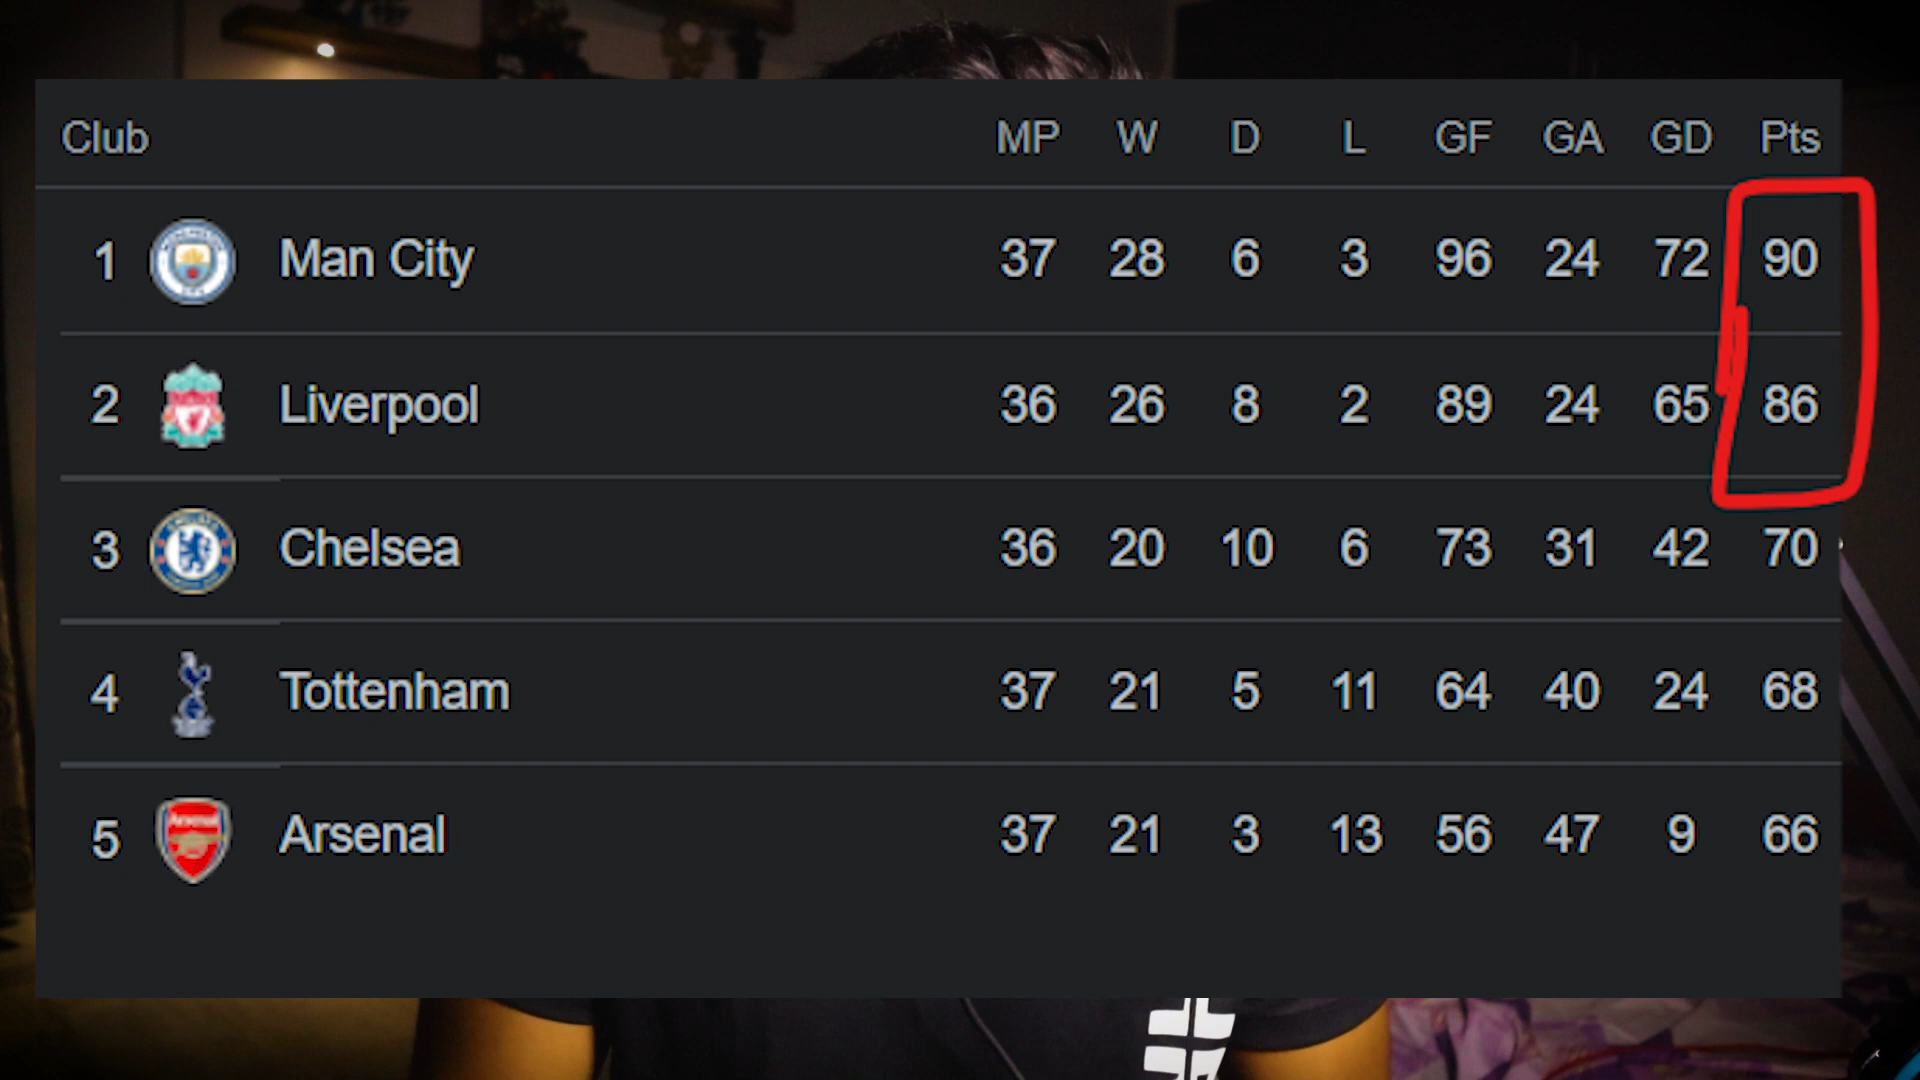 Club MP W D L GF GA GD Pts
1 Man City 37 28 6 3 96 24 72 90
2 Liverpool 36 26 8 2 89 24 65 86
3 Chelsea 36 20 10 6 73 31 42 70
4 Tottenham 37 21 5 11 64 40 24 68
5 Arsenal 37 21 3 13 56 47 9 66